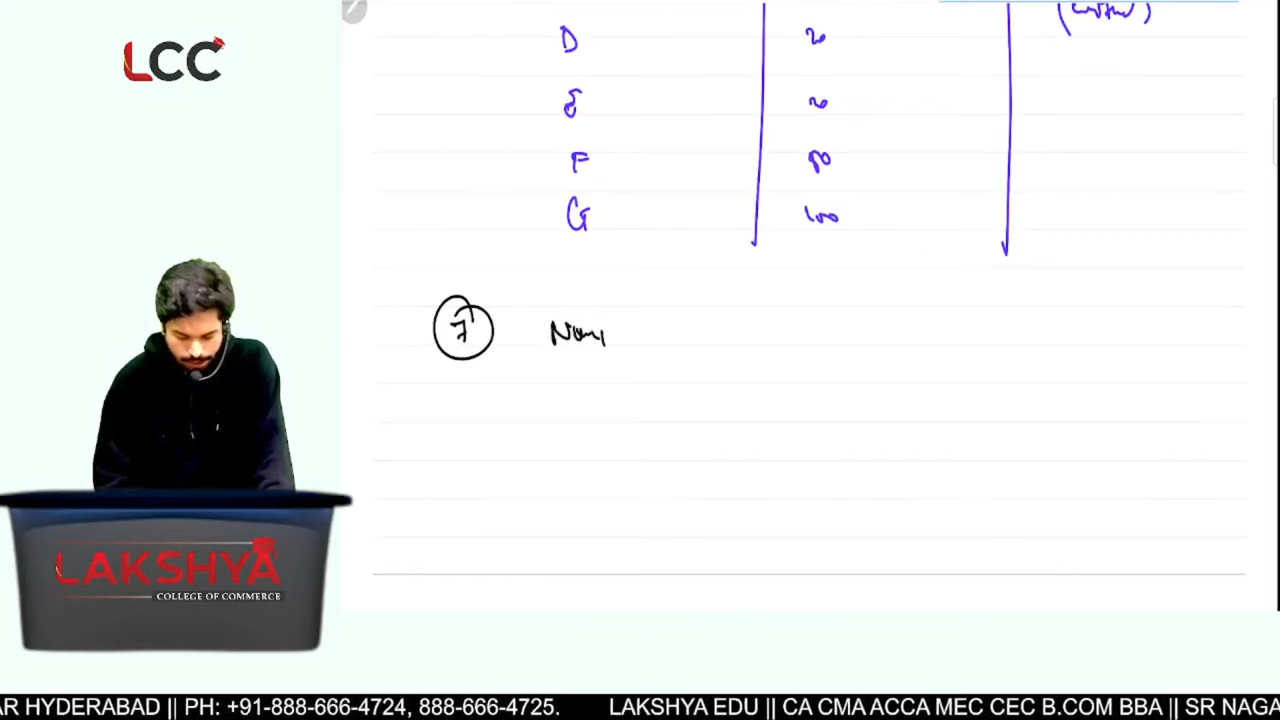 LCC
D 20
E 20
F 80
G 100
7
LAKSHYA
COLLEGE OF COMMERCE
AR HYDERABAD || PH: +91-888-666-4724, 888-666-4725. LAKSHYA EDU || CA CMA ACCA MEC CEC B.COM BBA || SR NAGA